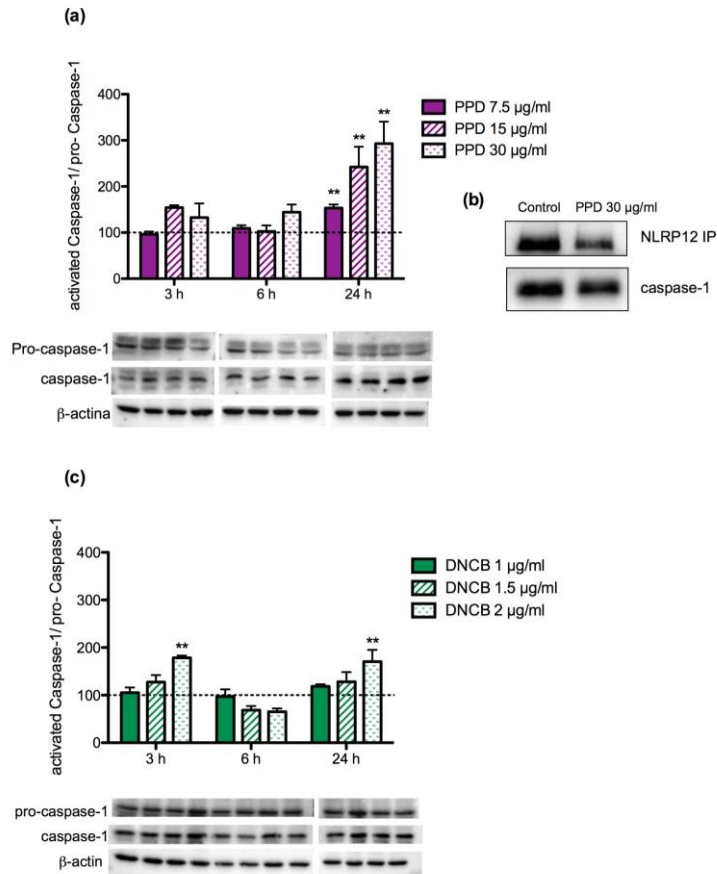 (a)
activated Caspase-1/ pro- Caspase-1
400
300
200
100
0
**
**
**
3 h
6 h
24 h
PPD 7.5 µg/ml
PPD 15 µg/ml
PPD 30 µg/ml
Pro-caspase-1
caspase-1
β-actina
(b)
Control PPD 30 µg/ml
NLRP12 IP
caspase-1
(c)
activated Caspase-1/ pro- Caspase-1
400
300
200
100
0
**
**
3 h
6 h
24 h
DNCB 1 µg/ml
DNCB 1.5 µg/ml
DNCB 2 µg/ml
pro-caspase-1
caspase-1
β-actin